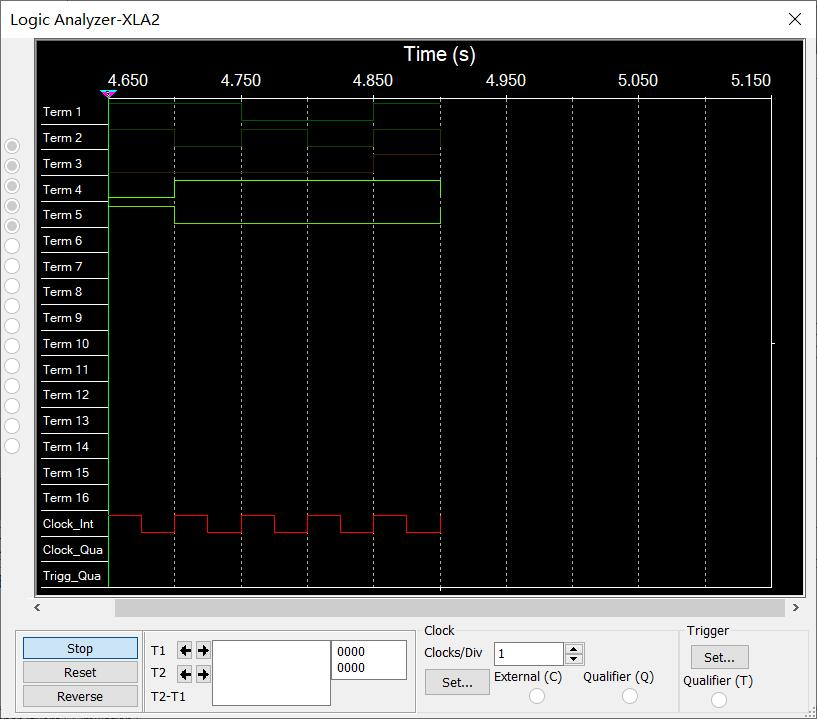 Logic Analyzer-XLA2
Time (s)
4.650 4.750 4.850 4.950 5.050 5.150
Term 1
Term 2
Term 3
Term 4
Term 5
Term 6
Term 7
Term 8
Term 9
Term 10
Term 11
Term 12
Term 13
Term 14
Term 15
Term 16
Clock_Int
Clock_Qua
Trigg_Qua
Stop
Reset
Reverse
T1
T2
T2-T1
0000
0000
Clock
Clocks/Div 1
Set...
External (C) Qualifier (Q)
Trigger
Set...
Qualifier (T)